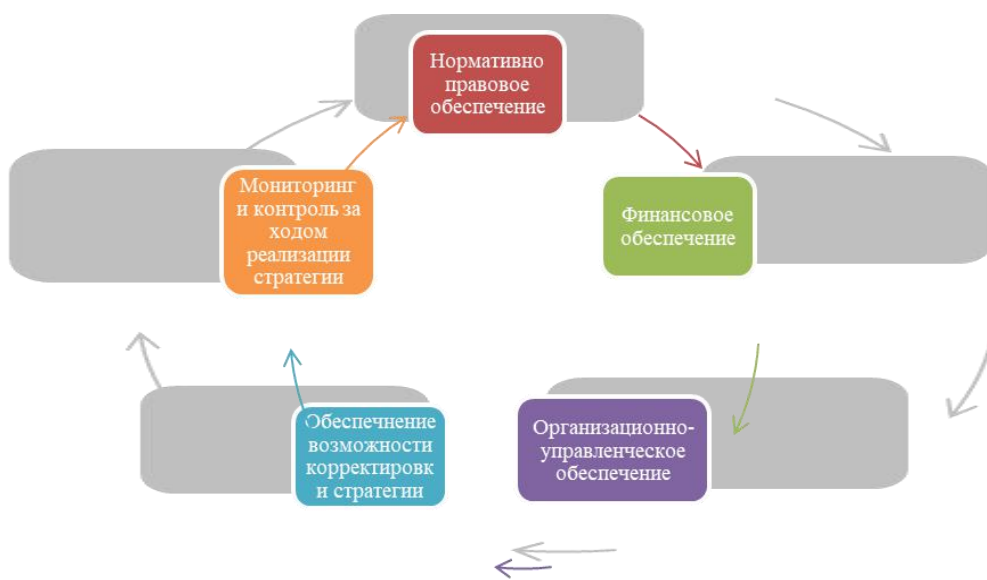 Нормативно
правовое
обеспечение
Финансовое
обеспечение
Организационно-
управленческое
обеспечение
Обеспечнение
возможности
корректировк
и стратегии
Мониторинг
и контроль за
ходом
реализации
стратегии